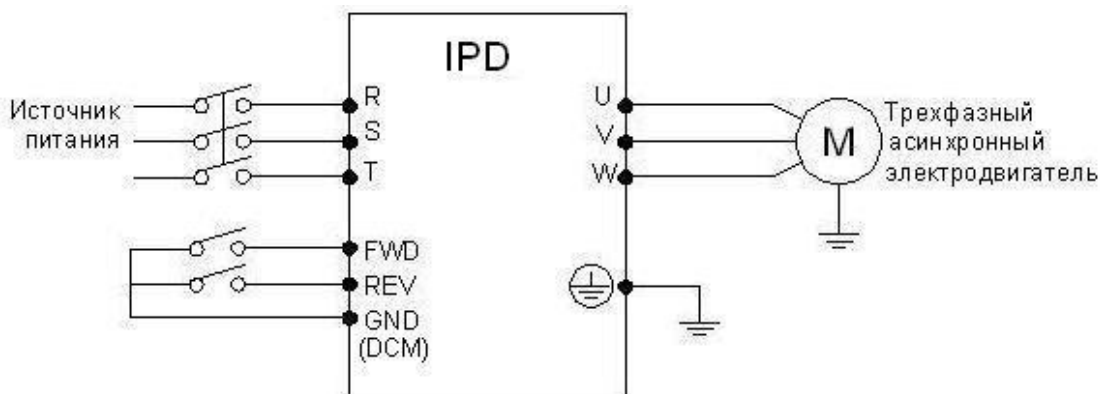 IPD
Источник
питания
R
S
T
FWD
REV
GND
(DCM)
U
V
W
M
Трехфазный
асинхронный
электродвигатель